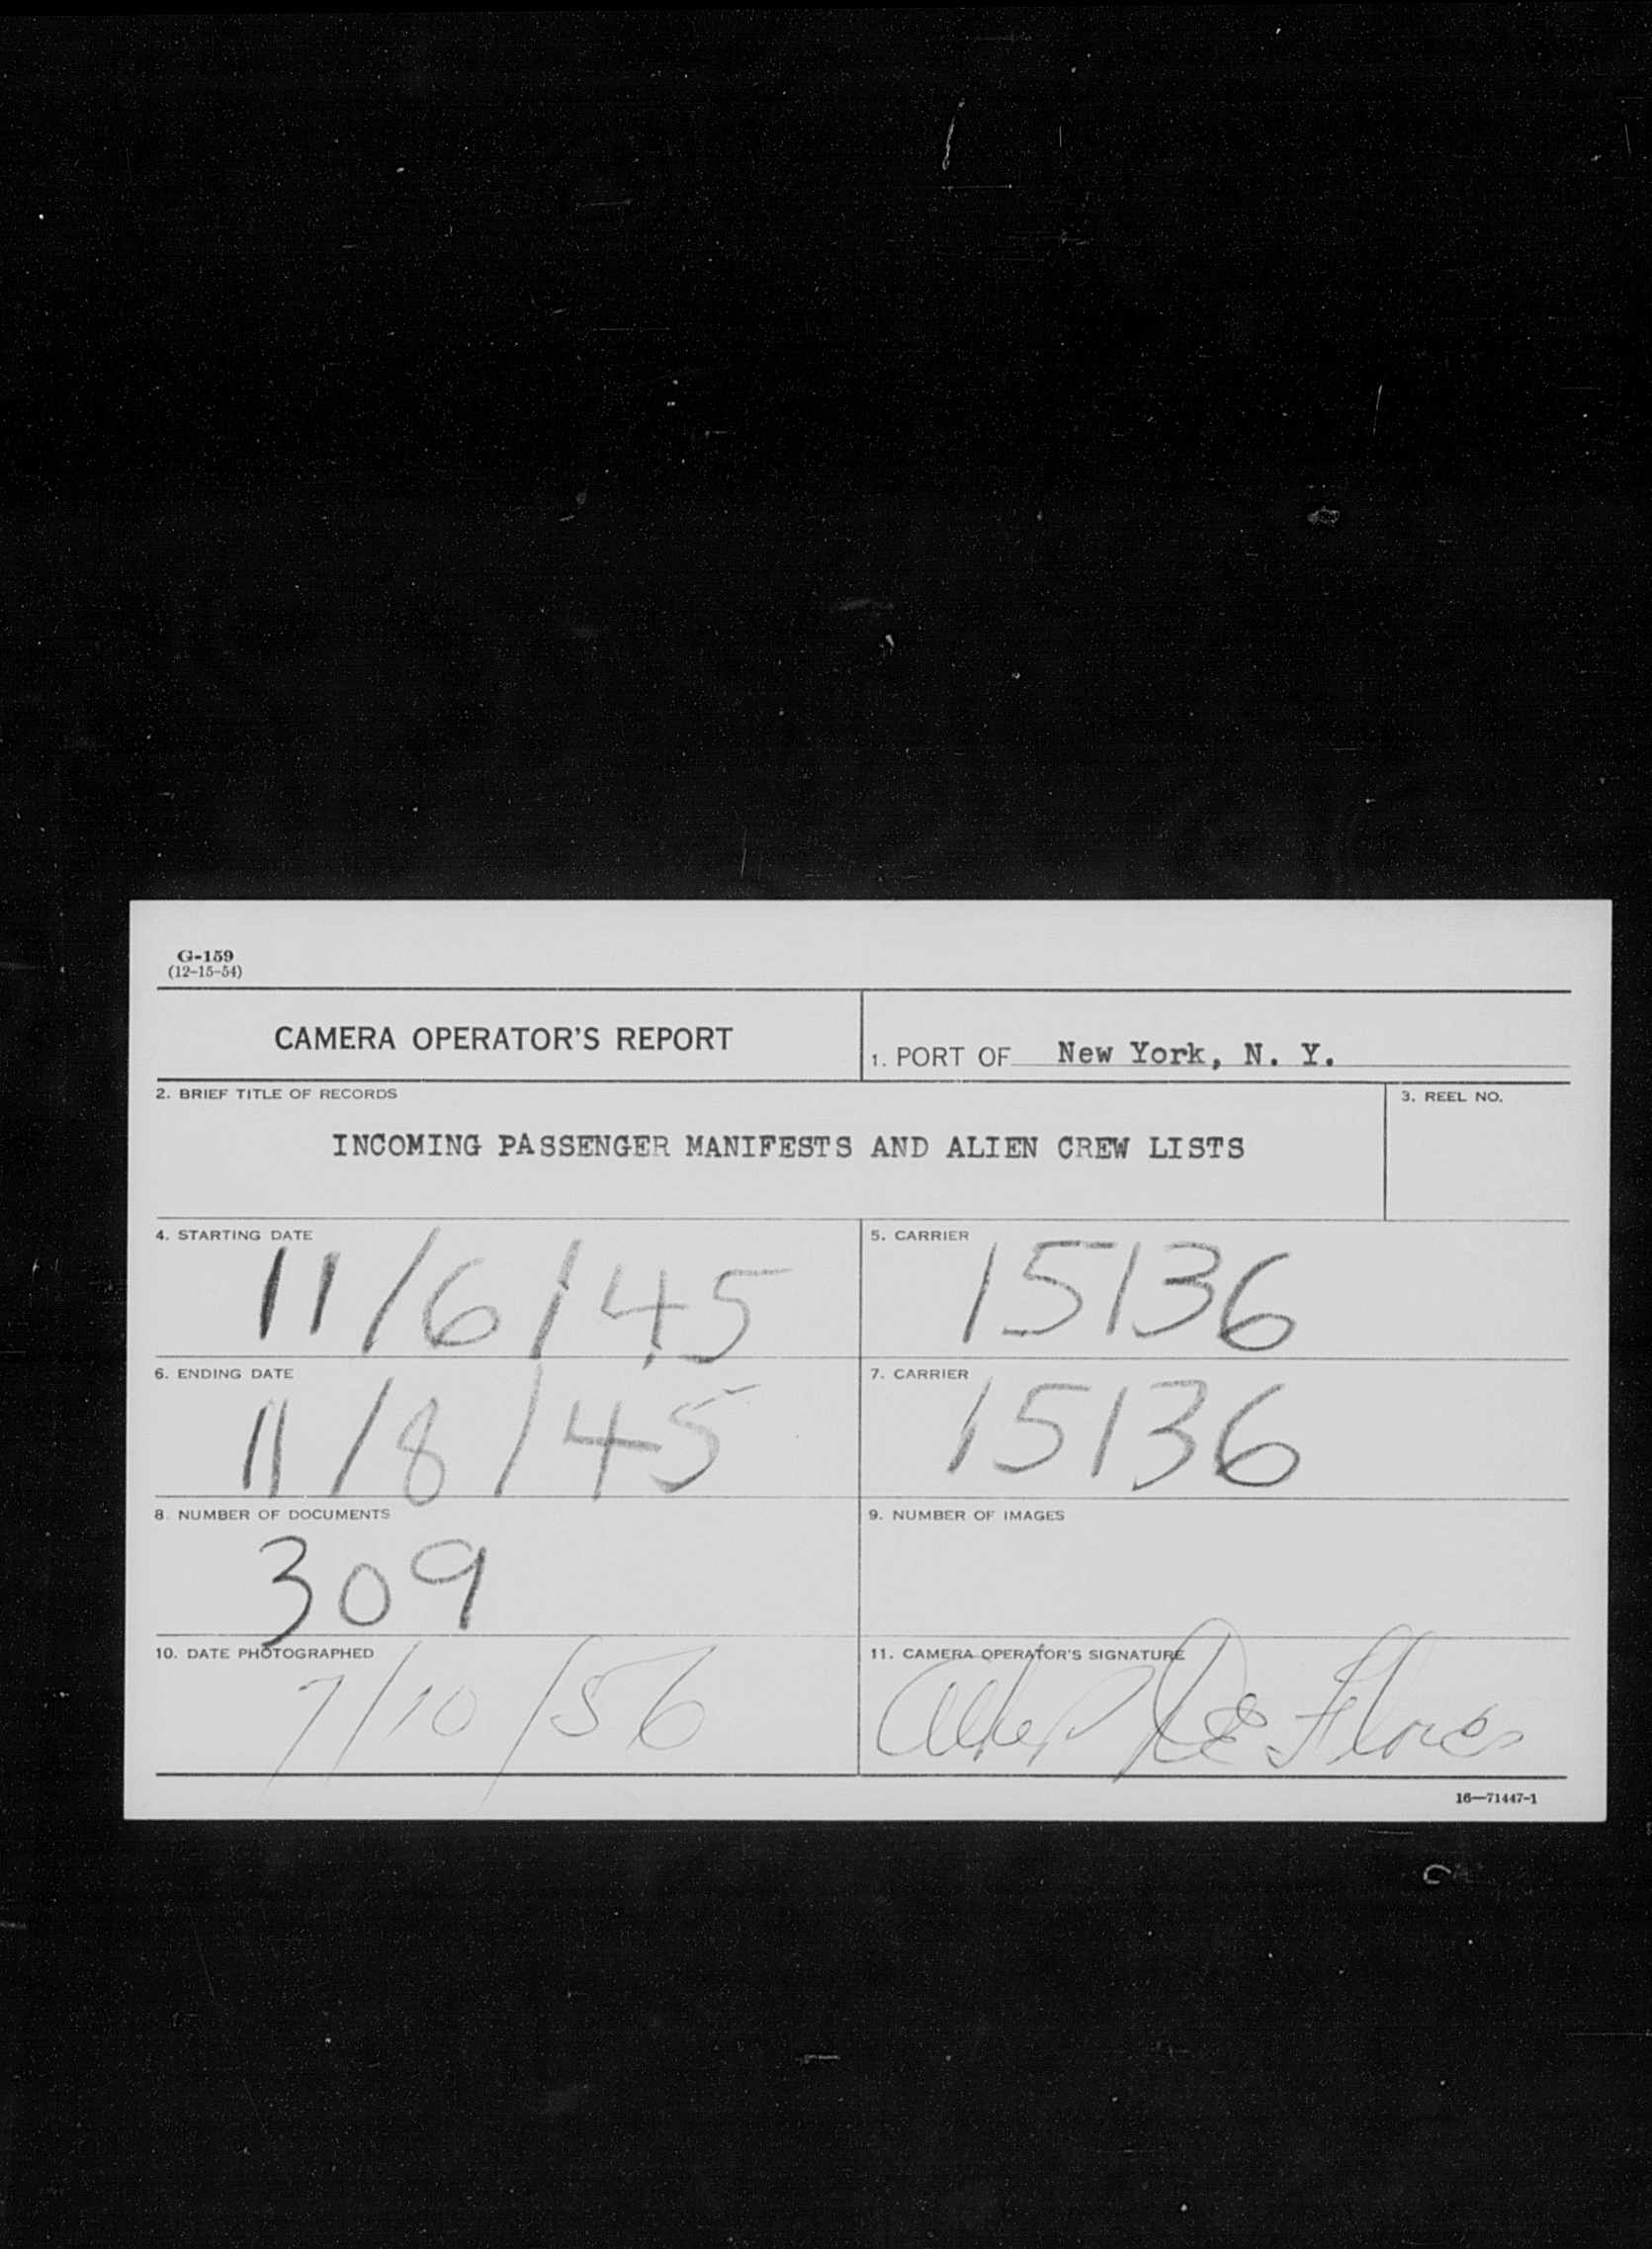 G-159
(12-15-54)
CAMERA OPERATOR'S REPORT
1. PORT OF New York, N. Y.
2. BRIEF TITLE OF RECORDS
3. REEL NO.
INCOMING PASSENGER MANIFESTS AND ALIEN CREW LISTS
4. STARTING DATE
11/6/45
5. CARRIER
15136
6. ENDING DATE
11/8/45
7. CARRIER
15136
8. NUMBER OF DOCUMENTS
309
9. NUMBER OF IMAGES
10. DATE PHOTOGRAPHED
7/10/56
11. CAMERA OPERATOR'S SIGNATURE
De Flores
16—71447-1